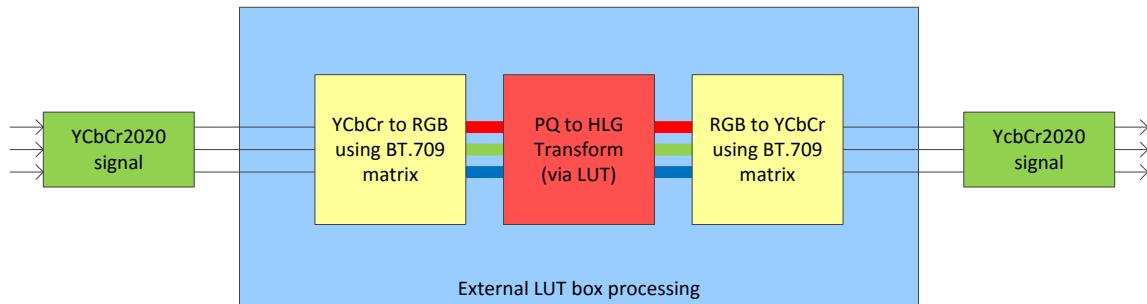 YCbCr2020
signal
YCbCr to RGB
using BT.709
matrix
PQ to HLG
Transform
(via LUT)
RGB to YCbCr
using BT.709
matrix
YcbCr2020
signal
External LUT box processing